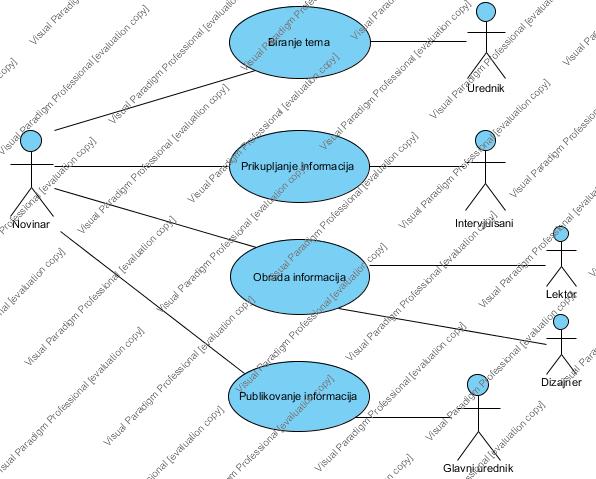 Biranje tema
Urednik
Prikupljanje informacija
Novinar
Intervjuisani
Obrada informacija
Lektor
Dizajner
Publikovanje informacija
Glavni urednik
Visual Paradigm Professional [evaluation copy]